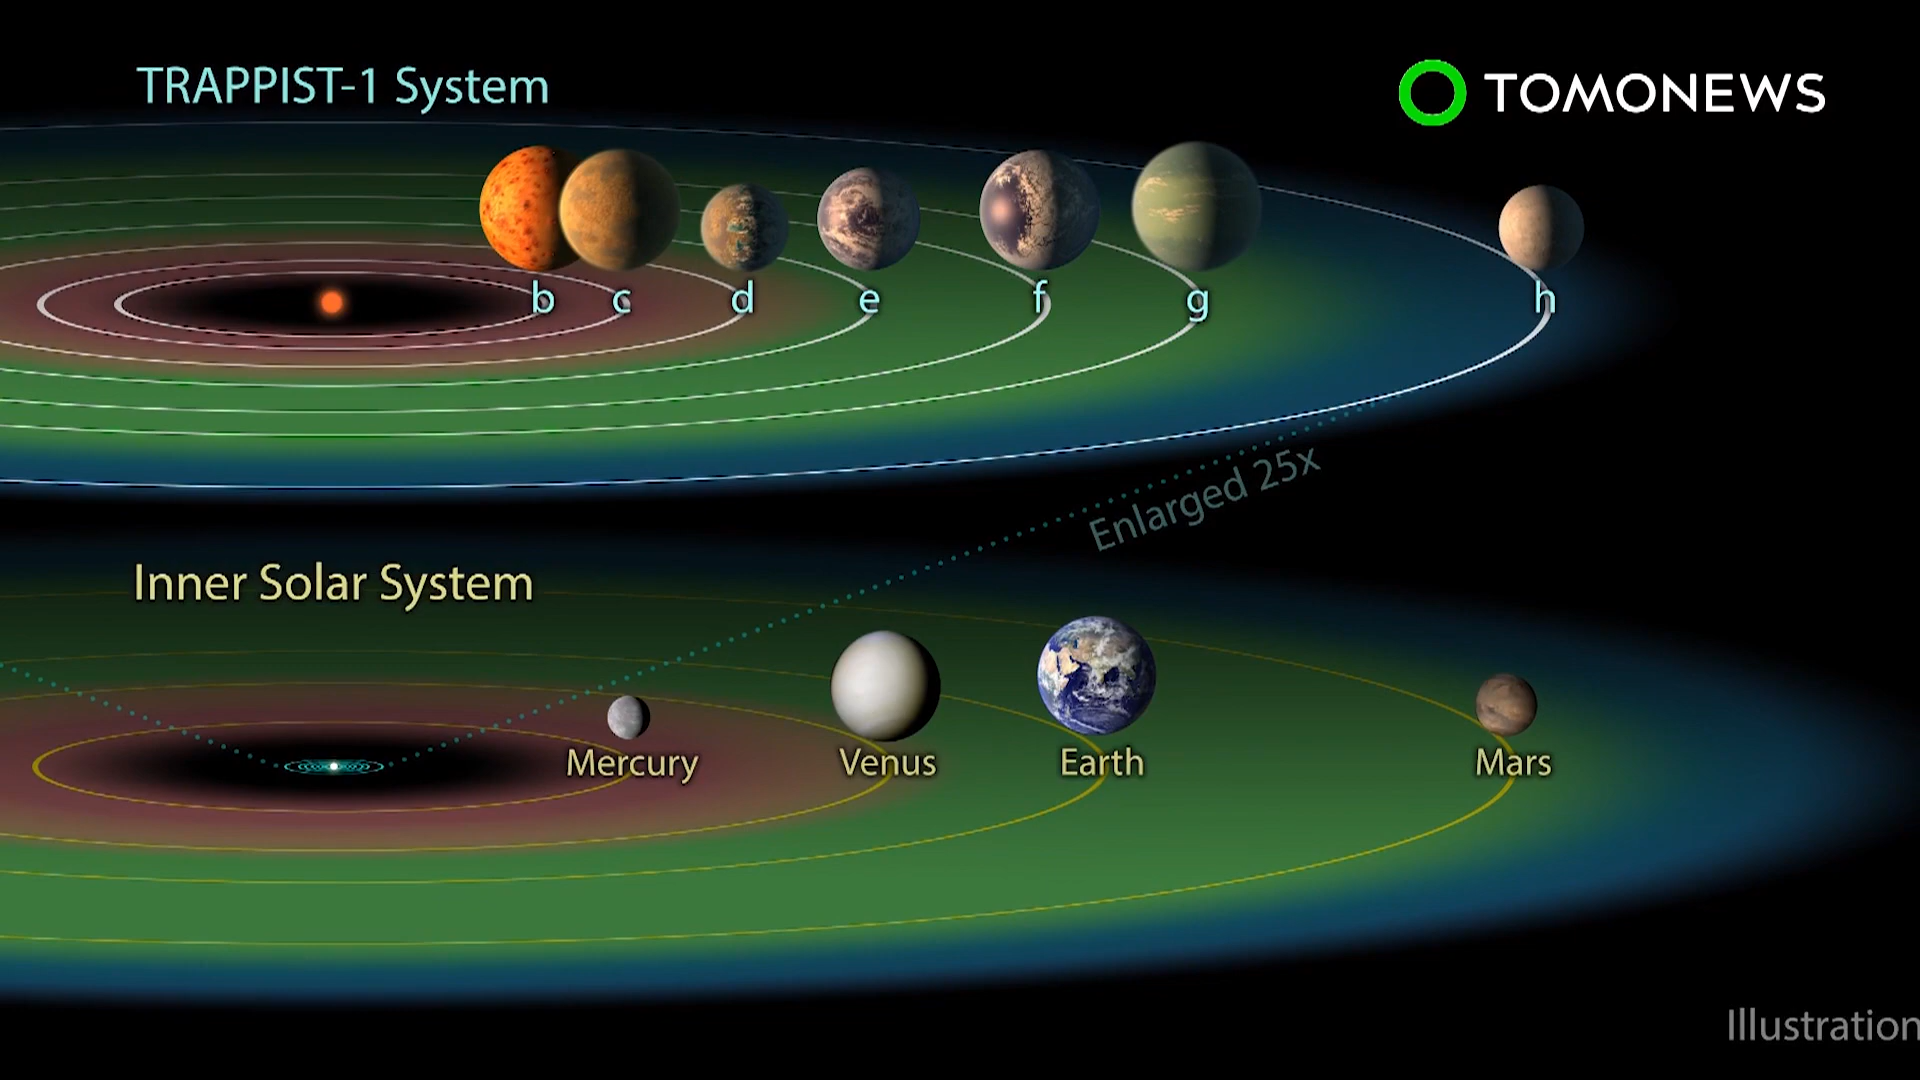 TRAPPIST-1 System
TOMONEWS
b c d e f g h
Enlarged 25x
Inner Solar System
Mercury Venus Earth Mars
Illustration